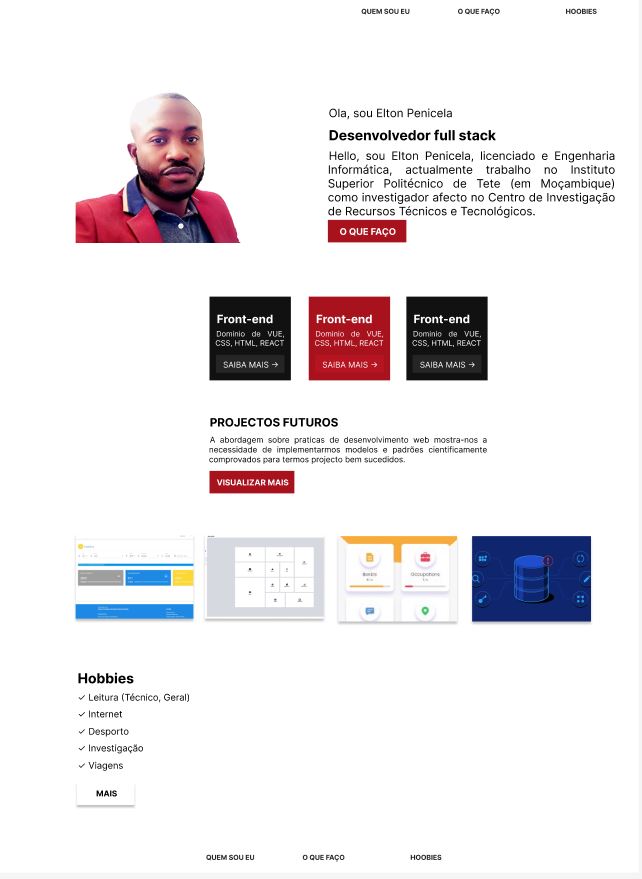 QUEM SOU EU O QUE FAÇO HOOBIES
Ola, sou Elton Penicela
Desenvolvedor full stack
Hello, sou Elton Penicela, licenciado e Engenharia
Informática, actualmente trabalho no Instituto
Superior Politécnico de Tete (em Moçambique)
como investigador afecto no Centro de Investigação
de Recursos Técnicos e Tecnológicos.
O QUE FAÇO
Front-end
Dominio de VUE,
CSS, HTML, REACT
SAIBA MAIS →
Front-end
Dominio de VUE,
CSS, HTML, REACT
SAIBA MAIS →
Front-end
Dominio de VUE,
CSS, HTML, REACT
SAIBA MAIS →
PROJECTOS FUTUROS
A abordagem sobre praticas de desenvolvimento web mostra-nos a
necessidade de implementarmos modelos e padrões cientificamente
comprovados para termos projecto bem sucedidos.
VISUALIZAR MAIS
Occupations
Hobbies
✓ Leitura (Técnico, Geral)
✓ Internet
✓ Desporto
✓ Investigação
✓ Viagens
MAIS
QUEM SOU EU O QUE FAÇO HOOBIES